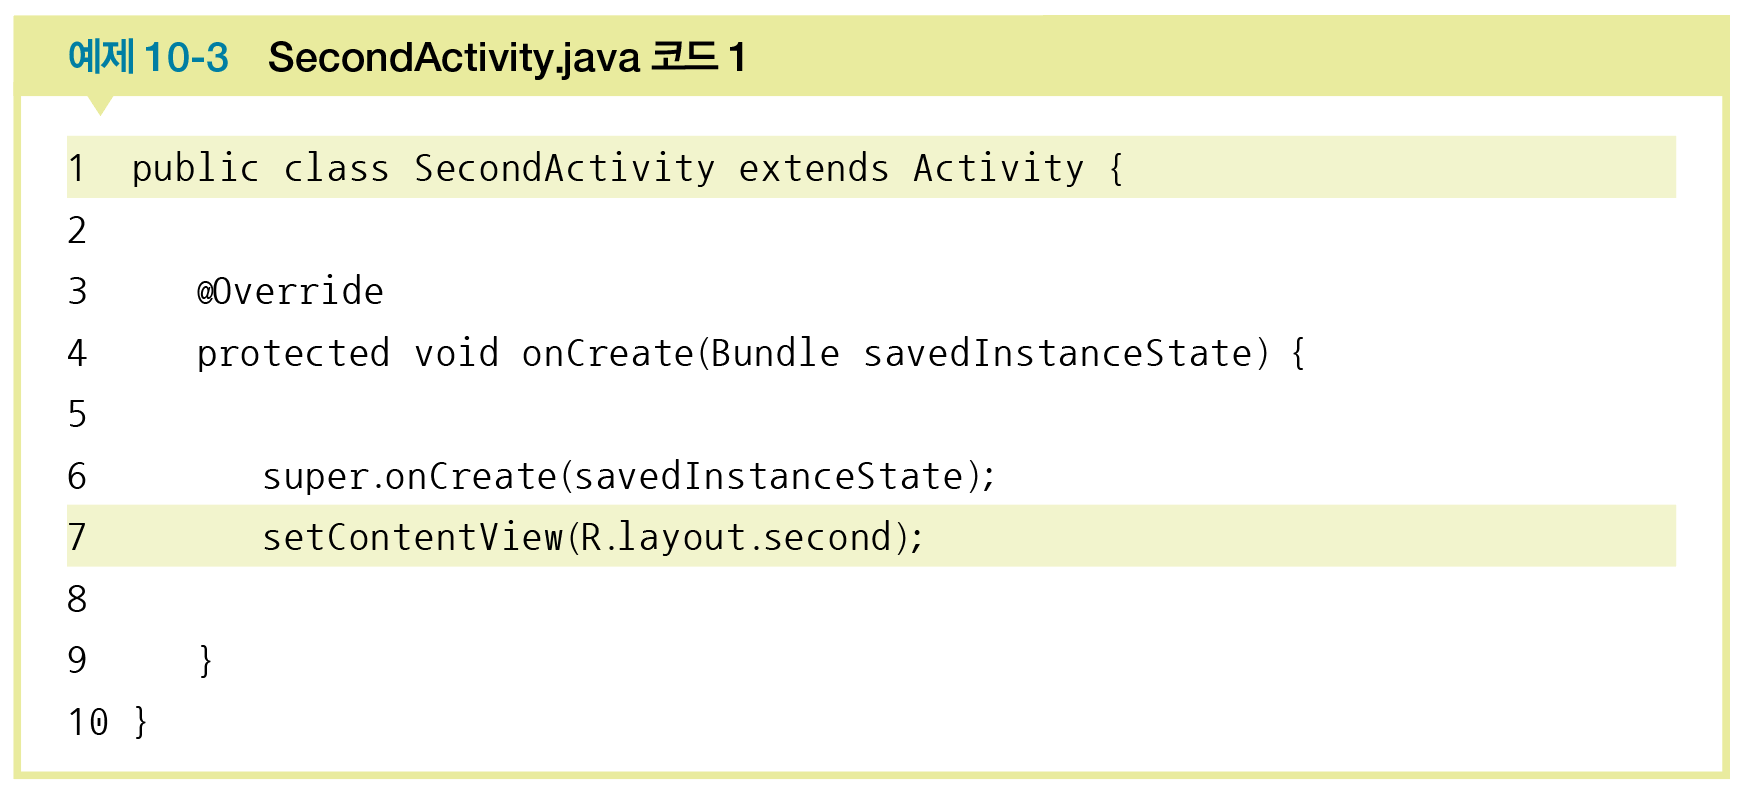 예제 10-3 SecondActivity.java 코드 1
1 public class SecondActivity extends Activity {
2
3 @Override
4 protected void onCreate(Bundle savedInstanceState) {
5
6 super.onCreate(savedInstanceState);
7 setContentView(R.layout.second);
8
9 }
10 }